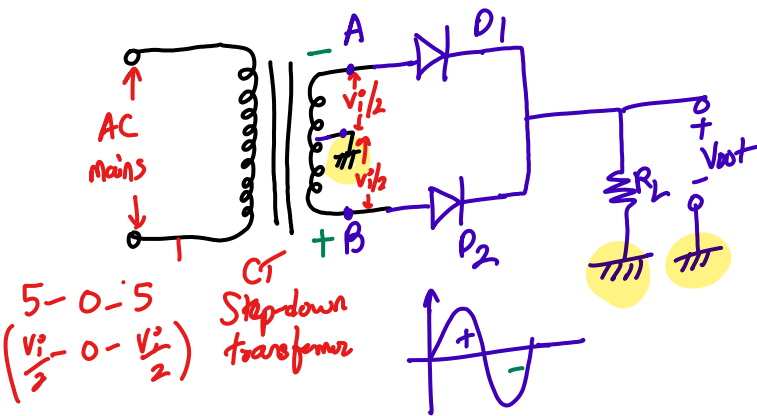 A
D1
-
Vi/2
AC
mains
+
Vout
-
Vi/2
RL
+
B
D2
CT
Step-down
transfemor
5-0-5
(Vi/2 - 0 - Vi/2)
+
-